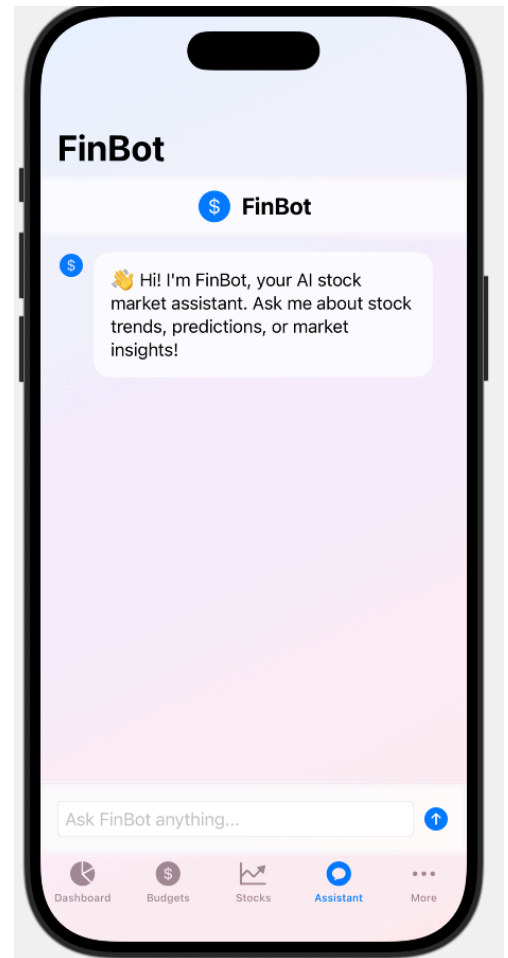 FinBot
$ FinBot
$
👋 Hi! I'm FinBot, your AI stock
market assistant. Ask me about stock
trends, predictions, or market
insights!
Ask FinBot anything...
$
Dashboard Budgets Stocks Assistant More